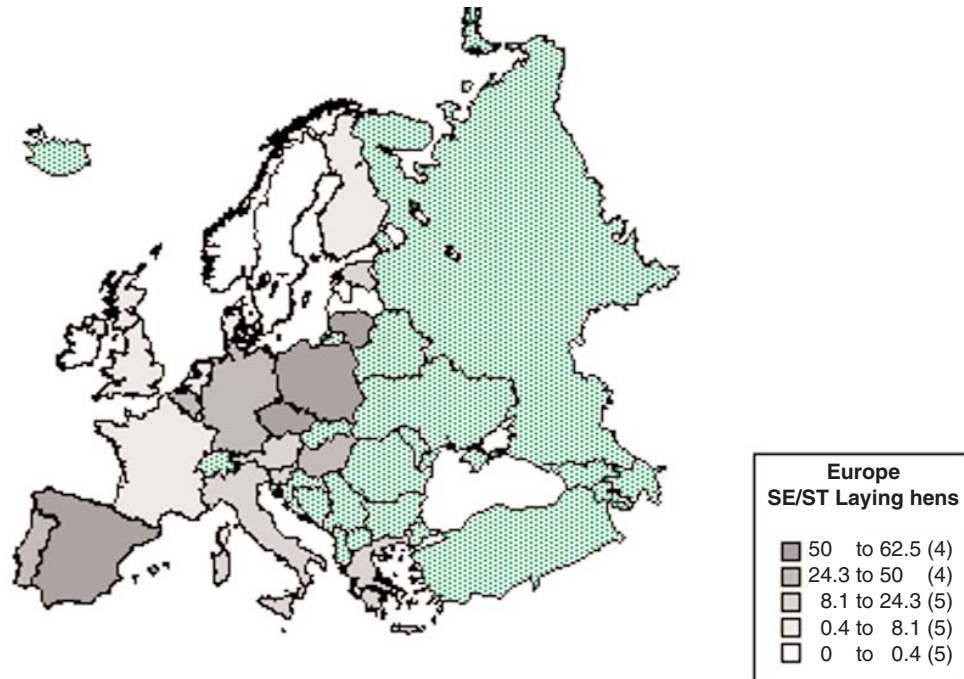 Europe
SE/ST Laying hens
50 to 62.5 (4)
24.3 to 50 (4)
8.1 to 24.3 (5)
0.4 to 8.1 (5)
0 to 0.4 (5)